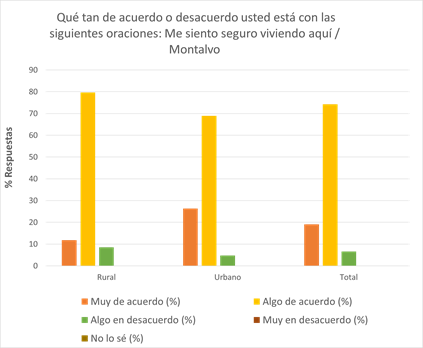 Qué tan de acuerdo o desacuerdo usted está con las
siguientes oraciones: Me siento seguro viviendo aquí /
Montalvo
90
80
70
60
50
40
30
20
10
0
% Respuestas
Rural Urbano Total
Muy de acuerdo (%) Algo de acuerdo (%)
Algo en desacuerdo (%) Muy en desacuerdo (%)
No lo sé (%)